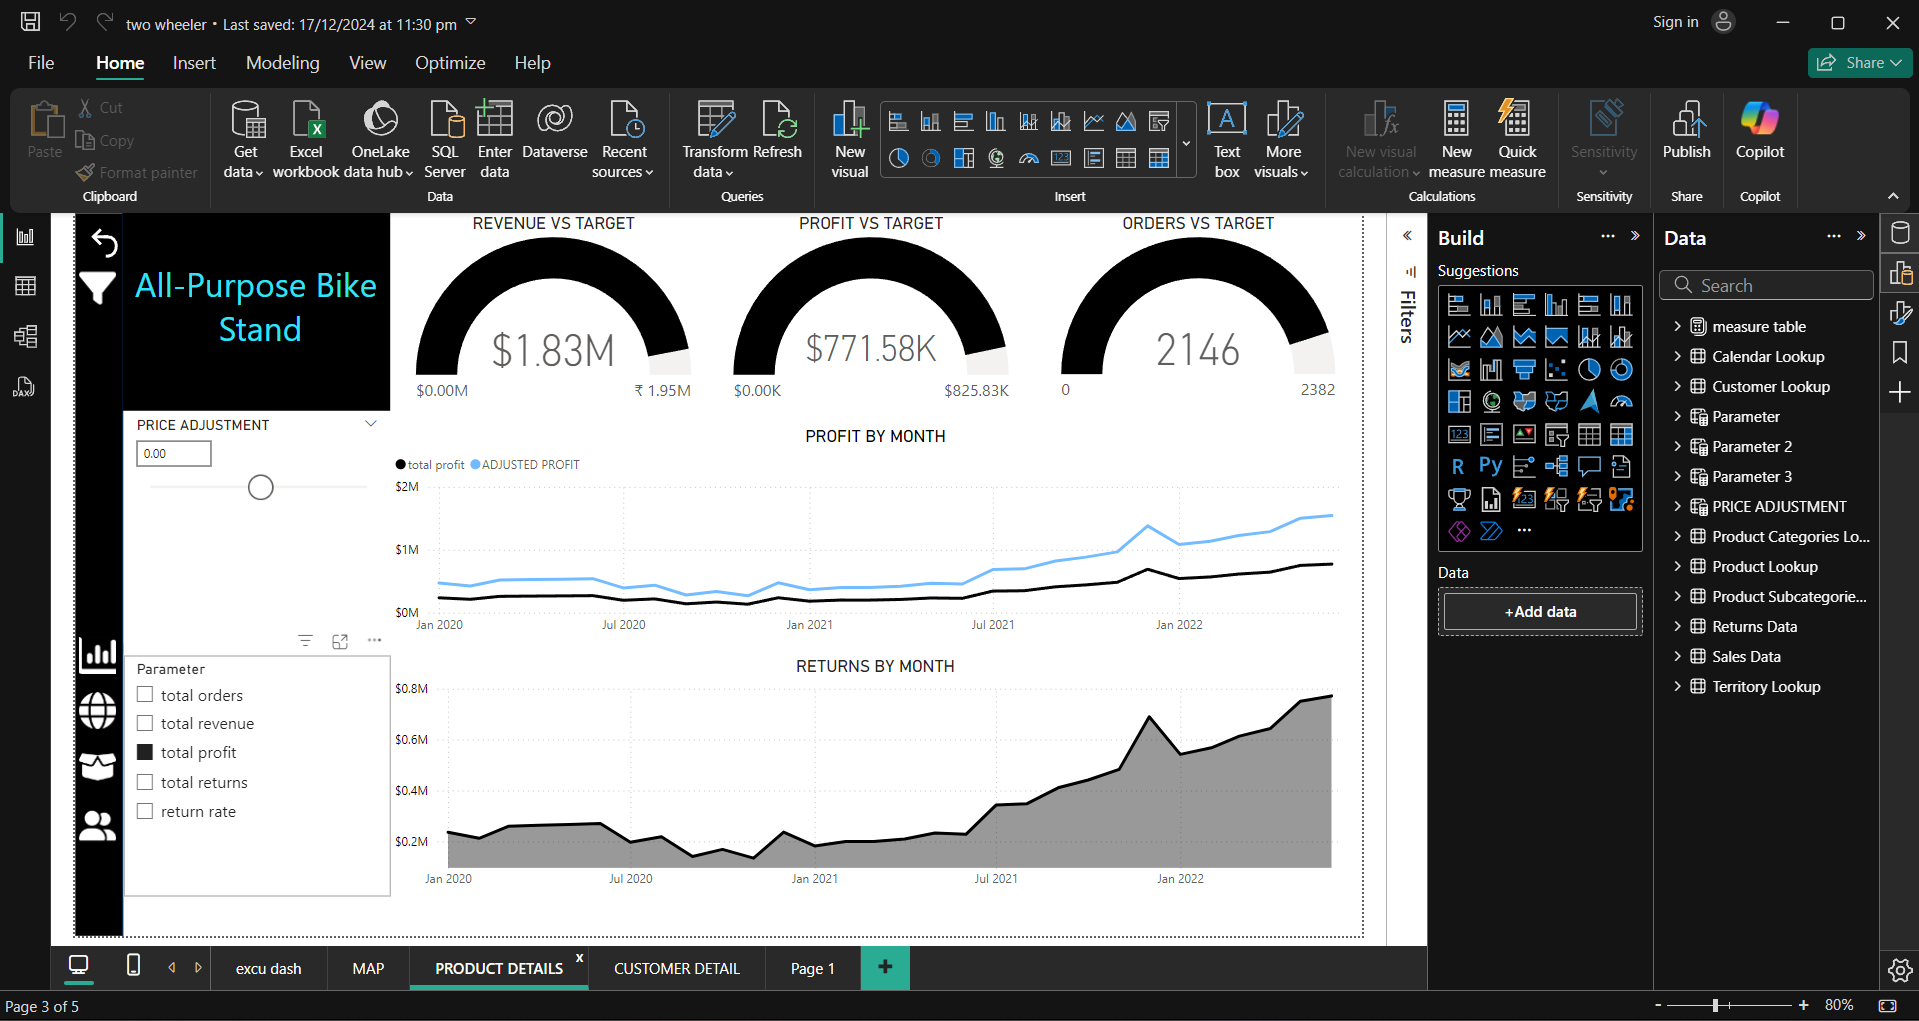 two wheeler • Last saved: 17/12/2024 at 11:30 pm
Sign in
File
Home
Insert
Modeling
View
Optimize
Help
Share
Paste
Cut
Copy
Format painter
Clipboard
Get data
Excel workbook
OneLake data hub
SQL Server
Enter data
Dataverse
Recent sources
Data
Transform data
Refresh
Queries
New visual
Insert
Text box
More visuals
New visual calculation
New measure
Quick measure
Calculations
Sensitivity
Sensitivity
Publish
Share
Copilot
Copilot
DAX
All-Purpose Bike
Stand
REVENUE VS TARGET
$1.83M
$0.00M
₹ 1.95M
PROFIT VS TARGET
$771.58K
$0.00K
$825.83K
ORDERS VS TARGET
2146
0
2382
PRICE ADJUSTMENT
0.00
PROFIT BY MONTH
total profit
ADJUSTED PROFIT
$2M
$1M
$0M
Jan 2020
Jul 2020
Jan 2021
Jul 2021
Jan 2022
Parameter
total orders
total revenue
total profit
total returns
return rate
RETURNS BY MONTH
$0.8M
$0.6M
$0.4M
$0.2M
Jan 2020
Jul 2020
Jan 2021
Jul 2021
Jan 2022
Filters
Build
Suggestions
123
R
Py
123
Data
+Add data
Data
Search
measure table
Calendar Lookup
Customer Lookup
Parameter
Parameter 2
Parameter 3
PRICE ADJUSTMENT
Product Categories Lo...
Product Lookup
Product Subcategorie...
Returns Data
Sales Data
Territory Lookup
excu dash
MAP
PRODUCT DETAILS
x
CUSTOMER DETAIL
Page 1
+
Page 3 of 5
- + 80%